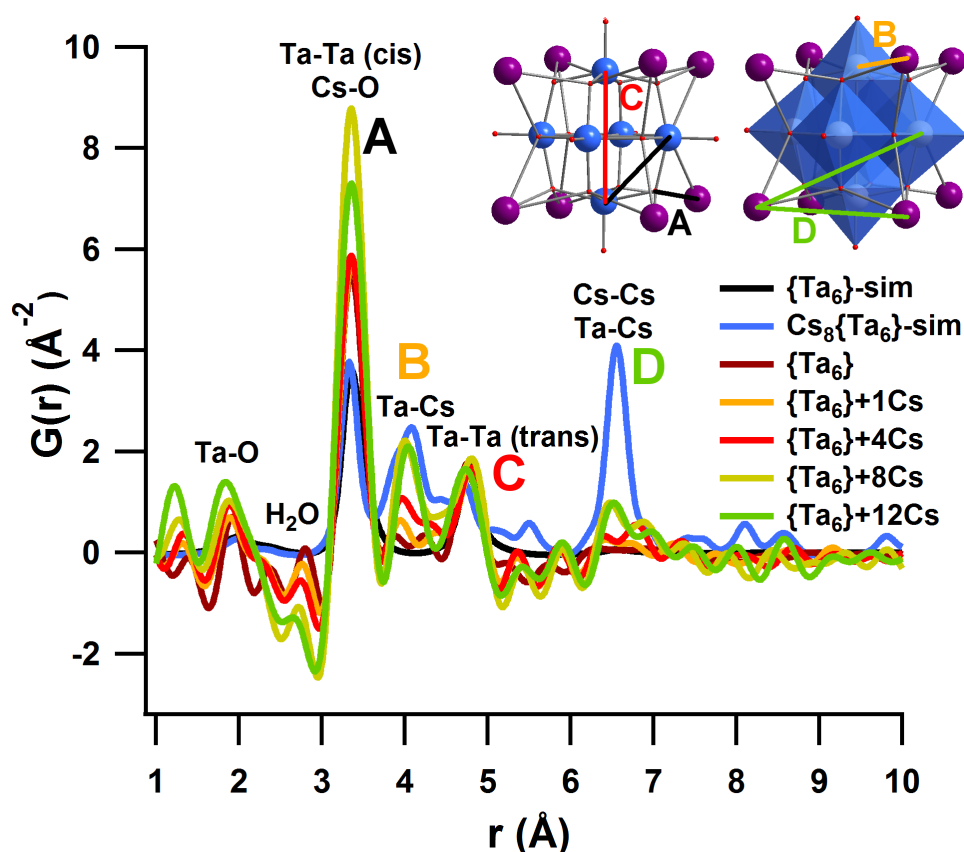 Ta-Ta (cis)
Cs-O
A
B
Ta-Cs
Ta-Ta (trans)
C
Ta-O
H₂O
Cs-Cs
Ta-Cs
D
C
A
B
D
{Ta₆}-sim
Cs₈{Ta₆}-sim
{Ta₆}
{Ta₆}+1Cs
{Ta₆}+4Cs
{Ta₆}+8Cs
{Ta₆}+12Cs
G(r) (Å⁻²)
10
8
6
4
2
0
-2
1 2 3 4 5 6 7 8 9 10
r (Å)